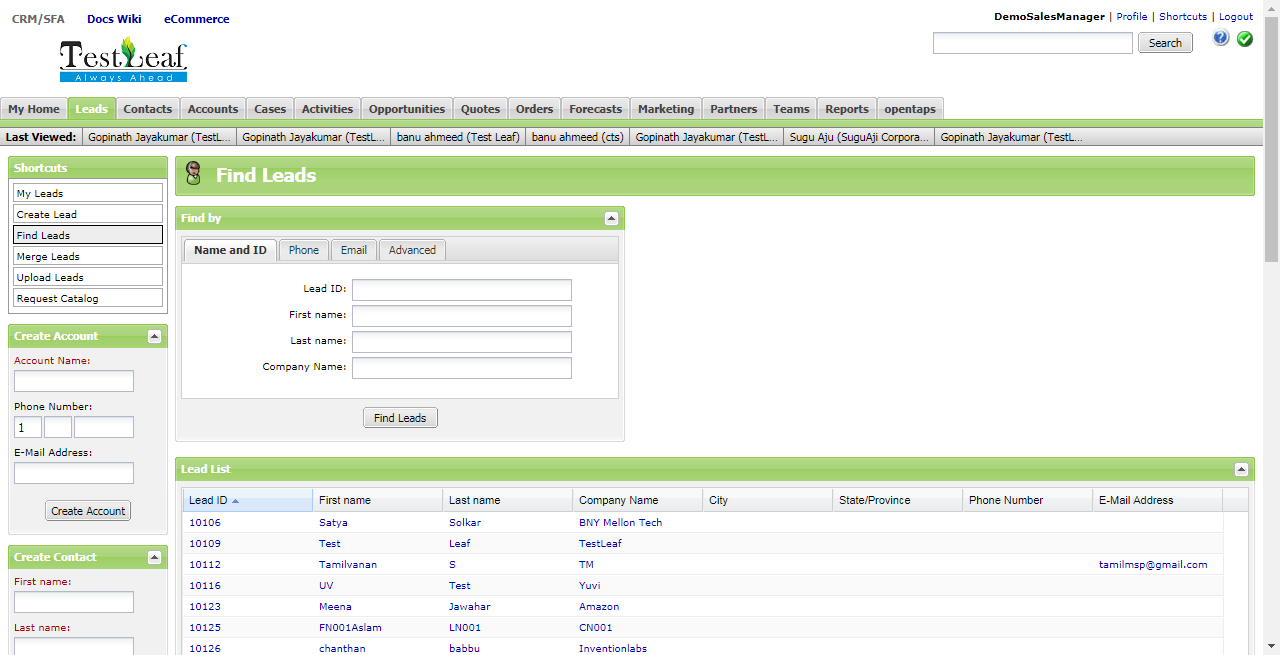 CRM/SFA Docs Wiki eCommerce
DemoSalesManager | Profile | Shortcuts | Logout
TestLeaf
Always Ahead
Search
My Home Leads Contacts Accounts Cases Activities Opportunities Quotes Orders Forecasts Marketing Partners Teams Reports opentaps
Last Viewed: Gopinath Jayakumar (TestL... Gopinath Jayakumar (TestL... banu ahmeed (Test Leaf) banu ahmeed (cts) Gopinath Jayakumar (TestL... Sugu Aju (SuguAji Corpora... Gopinath Jayakumar (TestL...
Shortcuts
My Leads
Create Lead
Find Leads
Merge Leads
Upload Leads
Request Catalog
Create Account
Account Name:
Phone Number:
1
E-Mail Address:
Create Account
Create Contact
First name:
Last name:
Find Leads
Find by
Name and ID Phone Email Advanced
Lead ID:
First name:
Last name:
Company Name:
Find Leads
Lead List
Lead ID First name Last name Company Name City State/Province Phone Number E-Mail Address
10106 Satya Solkar BNY Mellon Tech
10109 Test Leaf TestLeaf
10112 Tamilvanan S TM tamilmsp@gmail.com
10116 UV Test Yuvi
10123 Meena Jawahar Amazon
10125 FN001Aslam LN001 CN001
10126 chanthan babbu Inventionlabs